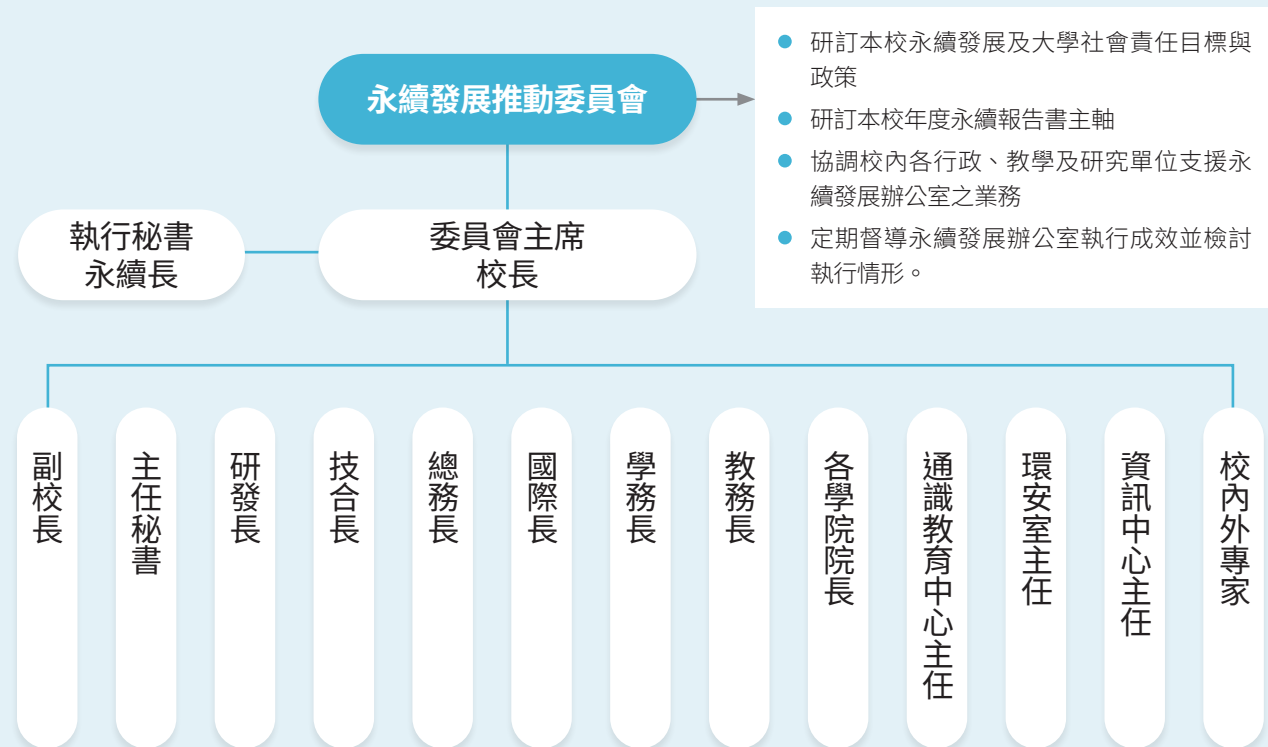 永續發展推動委員會
研訂本校永續發展及大學社會責任目標與
政策
研訂本校年度永續報告書主軸
協調校內各行政、教學及研究單位支援永
續發展辦公室之業務
定期督導永續發展辦公室執行成效並檢討
執行情形。
執行秘書
永續長
委員會主席
校長
副校長
主任秘書
研發長
技合長
總務長
國際長
學務長
教務長
各學院院長
通識教育中心主任
環安室主任
資訊中心主任
校內外專家